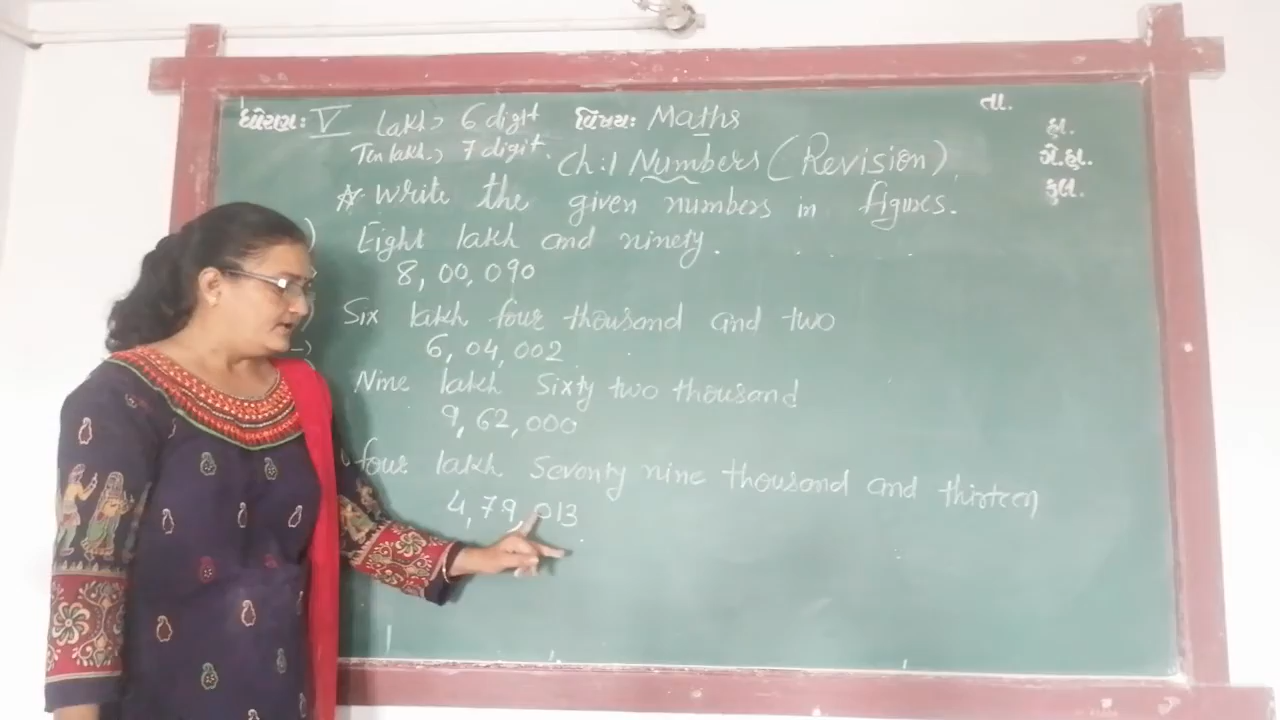 ધોરણ: V Lakh → 6 digit વિષય: Maths તા.
Ten lakh → 7 digit. Ch:1 Numbers (Revision). હા.
ગે.હા.
* Write the given numbers in figures. કુલ.
) Eight lakh and ninety.
8,00,090
Six lakh four thousand and two
6,04,002
Nine lakh Sixty two thousand
9,62,000
four lakh Seventy nine thousand and thirteen
4,79,013